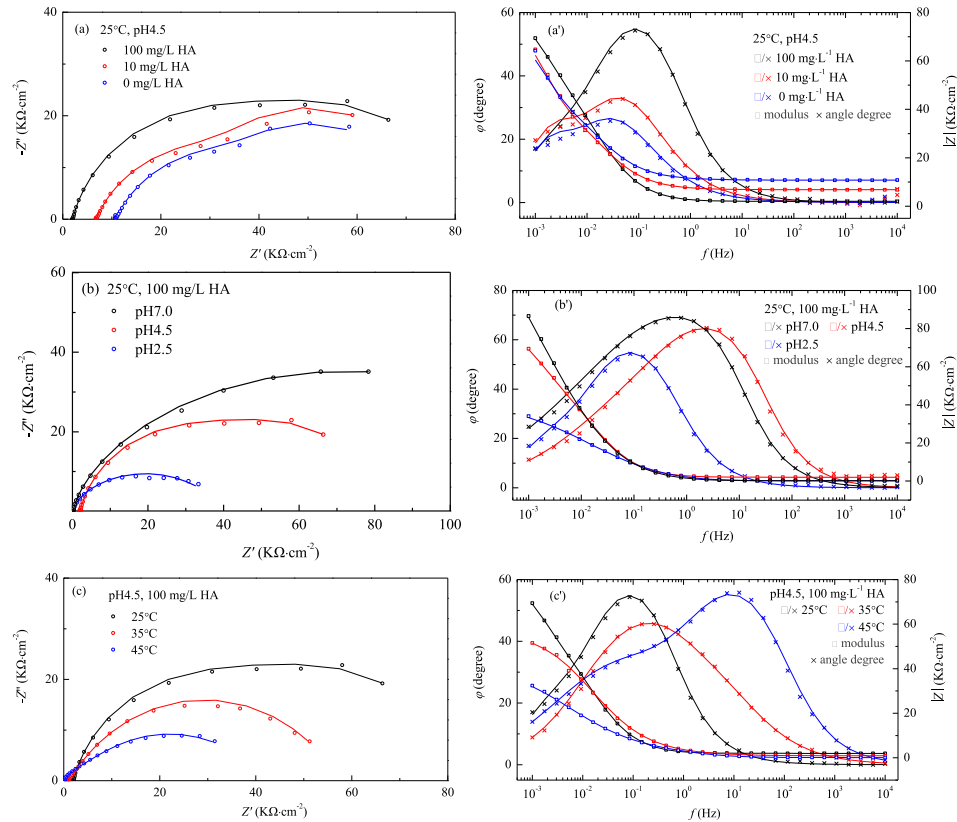 (a)
25°C, pH4.5
100 mg/L HA
10 mg/L HA
0 mg/L HA
-Z" (KΩ·cm⁻²)
40
20
0
0 20 40 60 80
Z' (KΩ·cm⁻²)
(a')
25°C, pH4.5
□/× 100 mg·L⁻¹ HA
□/× 10 mg·L⁻¹ HA
□/× 0 mg·L⁻¹ HA
□ modulus × angle degree
φ (degree)
60
40
20
0
80
60
40
20
0
|Z| (KΩ·cm⁻²)
10⁻³ 10⁻² 10⁻¹ 10⁰ 10¹ 10² 10³ 10⁴
f (Hz)
(b)
25°C, 100 mg/L HA
pH7.0
pH4.5
pH2.5
-Z" (KΩ·cm⁻²)
60
40
20
0 20 40 60 80 100
Z' (KΩ·cm⁻²)
(b')
25°C, 100 mg·L⁻¹ HA
□/× pH7.0 □/× pH4.5
□/× pH2.5
□ modulus × angle degree
φ (degree)
80
60
40
20
0
100
80
60
40
20
0
|Z| (KΩ·cm⁻²)
10⁻³ 10⁻² 10⁻¹ 10⁰ 10¹ 10² 10³ 10⁴
f (Hz)
(c)
pH4.5, 100 mg/L HA
25°C
35°C
45°C
-Z" (KΩ·cm⁻²)
40
20
0
0 20 40 60 80
Z' (KΩ·cm⁻²)
(c')
pH4.5, 100 mg·L⁻¹ HA
□/× 25°C □/× 35°C
□/× 45°C
□ modulus
× angle degree
φ (degree)
60
40
20
0
80
60
40
20
0
|Z| (KΩ·cm⁻²)
10⁻³ 10⁻² 10⁻¹ 10⁰ 10¹ 10² 10³ 10⁴
f (Hz)